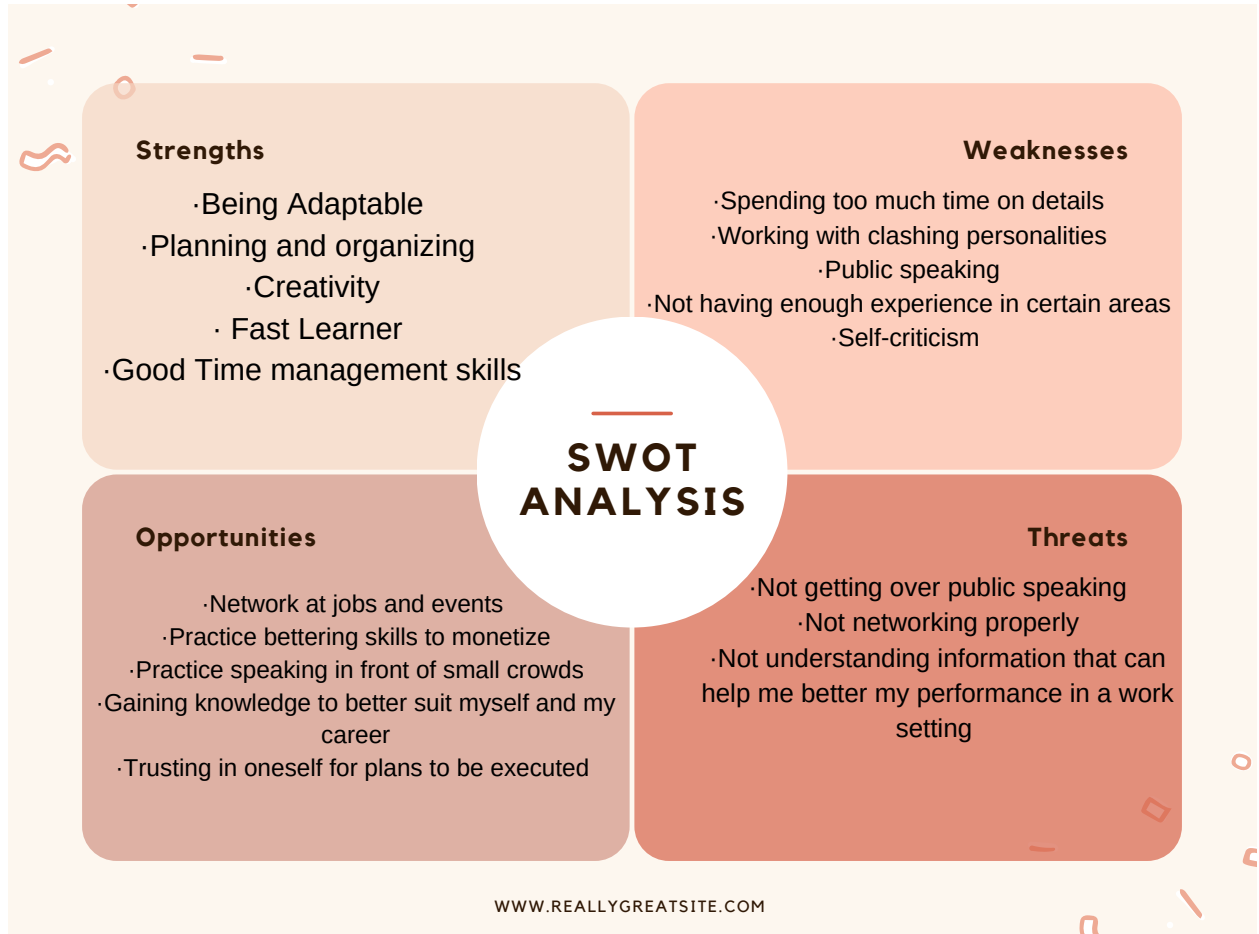 Strengths
·Being Adaptable
·Planning and organizing
·Creativity
· Fast Learner
·Good Time management skills
Weaknesses
·Spending too much time on details
·Working with clashing personalities
·Public speaking
·Not having enough experience in certain areas
·Self-criticism
SWOT
ANALYSIS
Opportunities
·Network at jobs and events
·Practice bettering skills to monetize
·Practice speaking in front of small crowds
·Gaining knowledge to better suit myself and my
career
·Trusting in oneself for plans to be executed
Threats
·Not getting over public speaking
·Not networking properly
·Not understanding information that can
help me better my performance in a work
setting
WWW.REALLYGREATSITE.COM